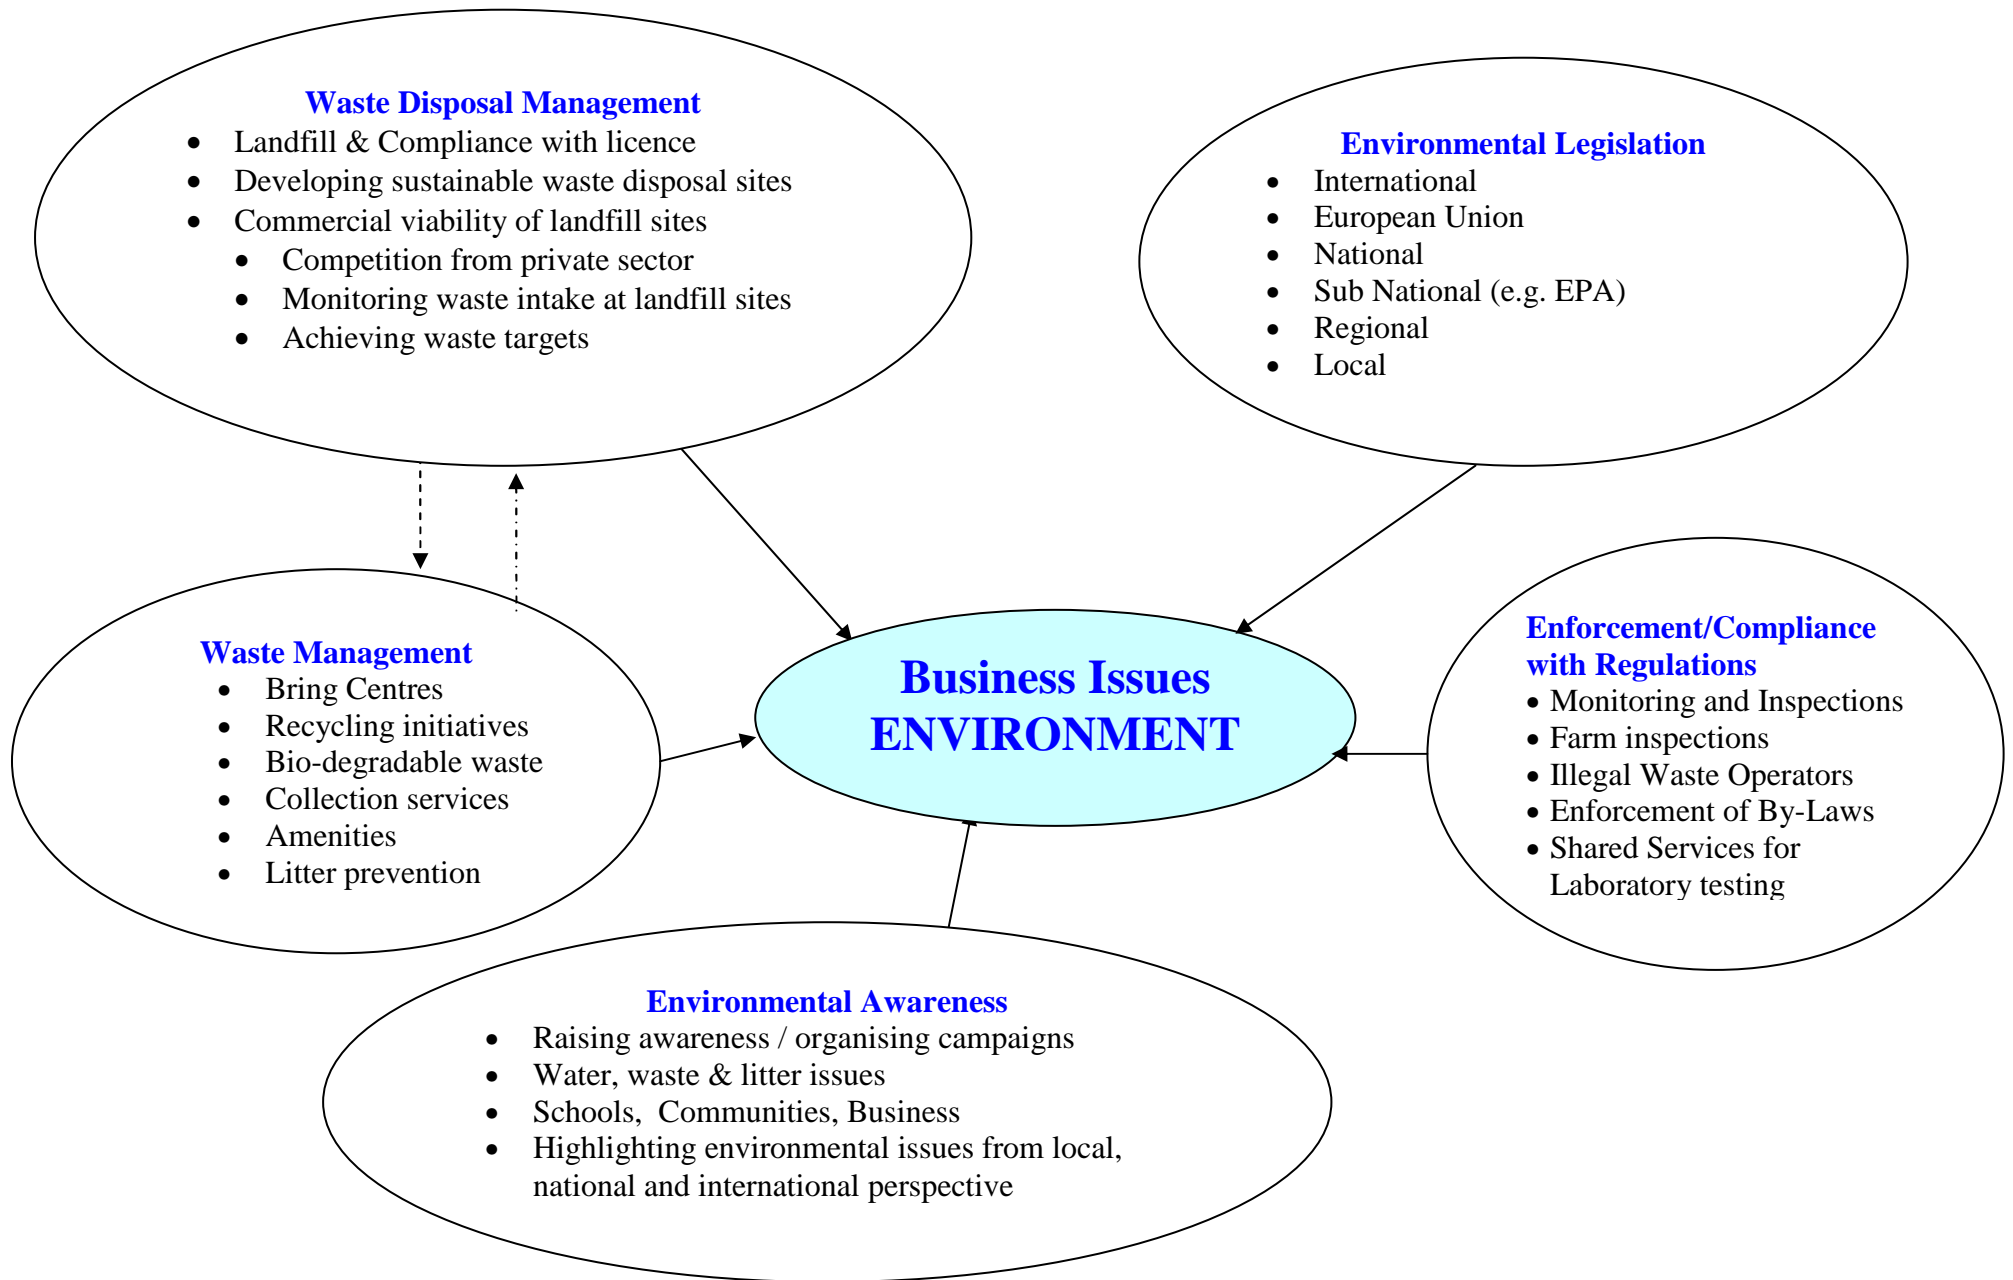 Waste Disposal Management
• Landfill & Compliance with licence
• Developing sustainable waste disposal sites
• Commercial viability of landfill sites
• Competition from private sector
• Monitoring waste intake at landfill sites
• Achieving waste targets
Environmental Legislation
• International
• European Union
• National
• Sub National (e.g. EPA)
• Regional
• Local
Waste Management
• Bring Centres
• Recycling initiatives
• Bio-degradable waste
• Collection services
• Amenities
• Litter prevention
Business Issues
ENVIRONMENT
Enforcement/Compliance
with Regulations
• Monitoring and Inspections
• Farm inspections
• Illegal Waste Operators
• Enforcement of By-Laws
• Shared Services for
Laboratory testing
Environmental Awareness
• Raising awareness / organising campaigns
• Water, waste & litter issues
• Schools,  Communities, Business
• Highlighting environmental issues from local,
national and international perspective